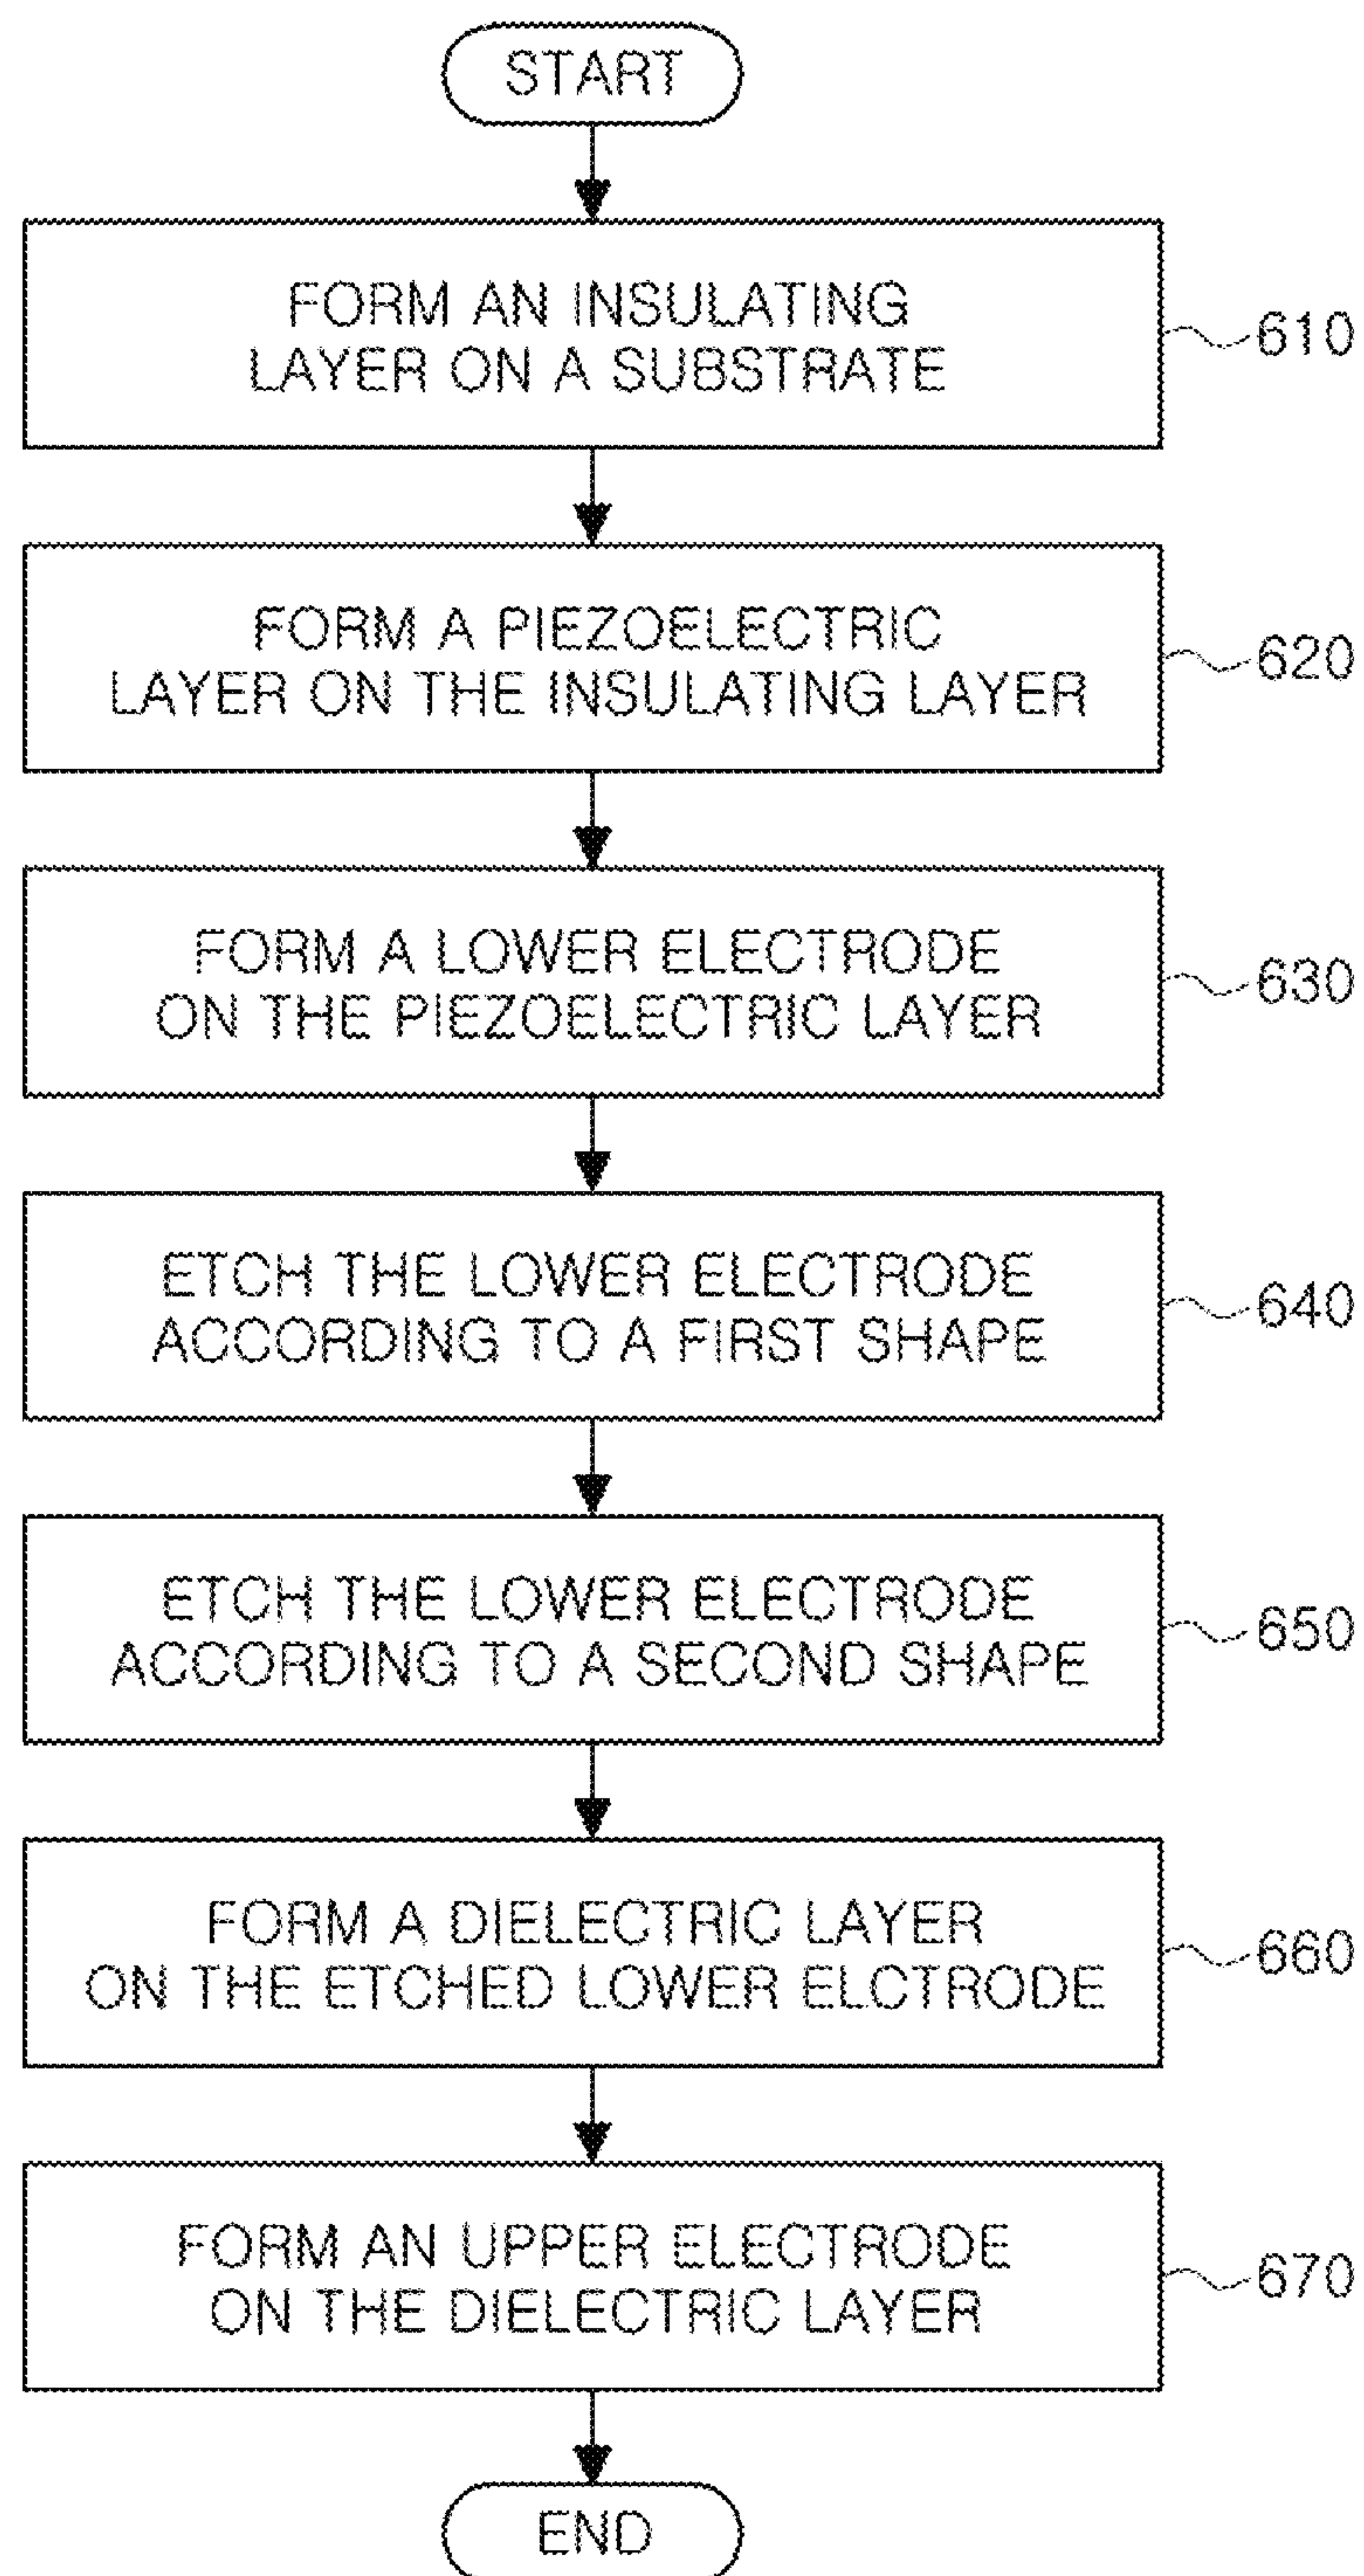 START
FORM AN INSULATING
LAYER ON A SUBSTRATE
610
FORM A PIEZOELECTRIC
LAYER ON THE INSULATING LAYER
620
FORM A LOWER ELECTRODE
ON THE PIEZOELECTRIC LAYER
630
ETCH THE LOWER ELECTRODE
ACCORDING TO A FIRST SHAPE
640
ETCH THE LOWER ELECTRODE
ACCORDING TO A SECOND SHAPE
650
FORM A DIELECTRIC LAYER
ON THE ETCHED LOWER ELCTRODE
660
FORM AN UPPER ELECTRODE
ON THE DIELECTRIC LAYER
670
END